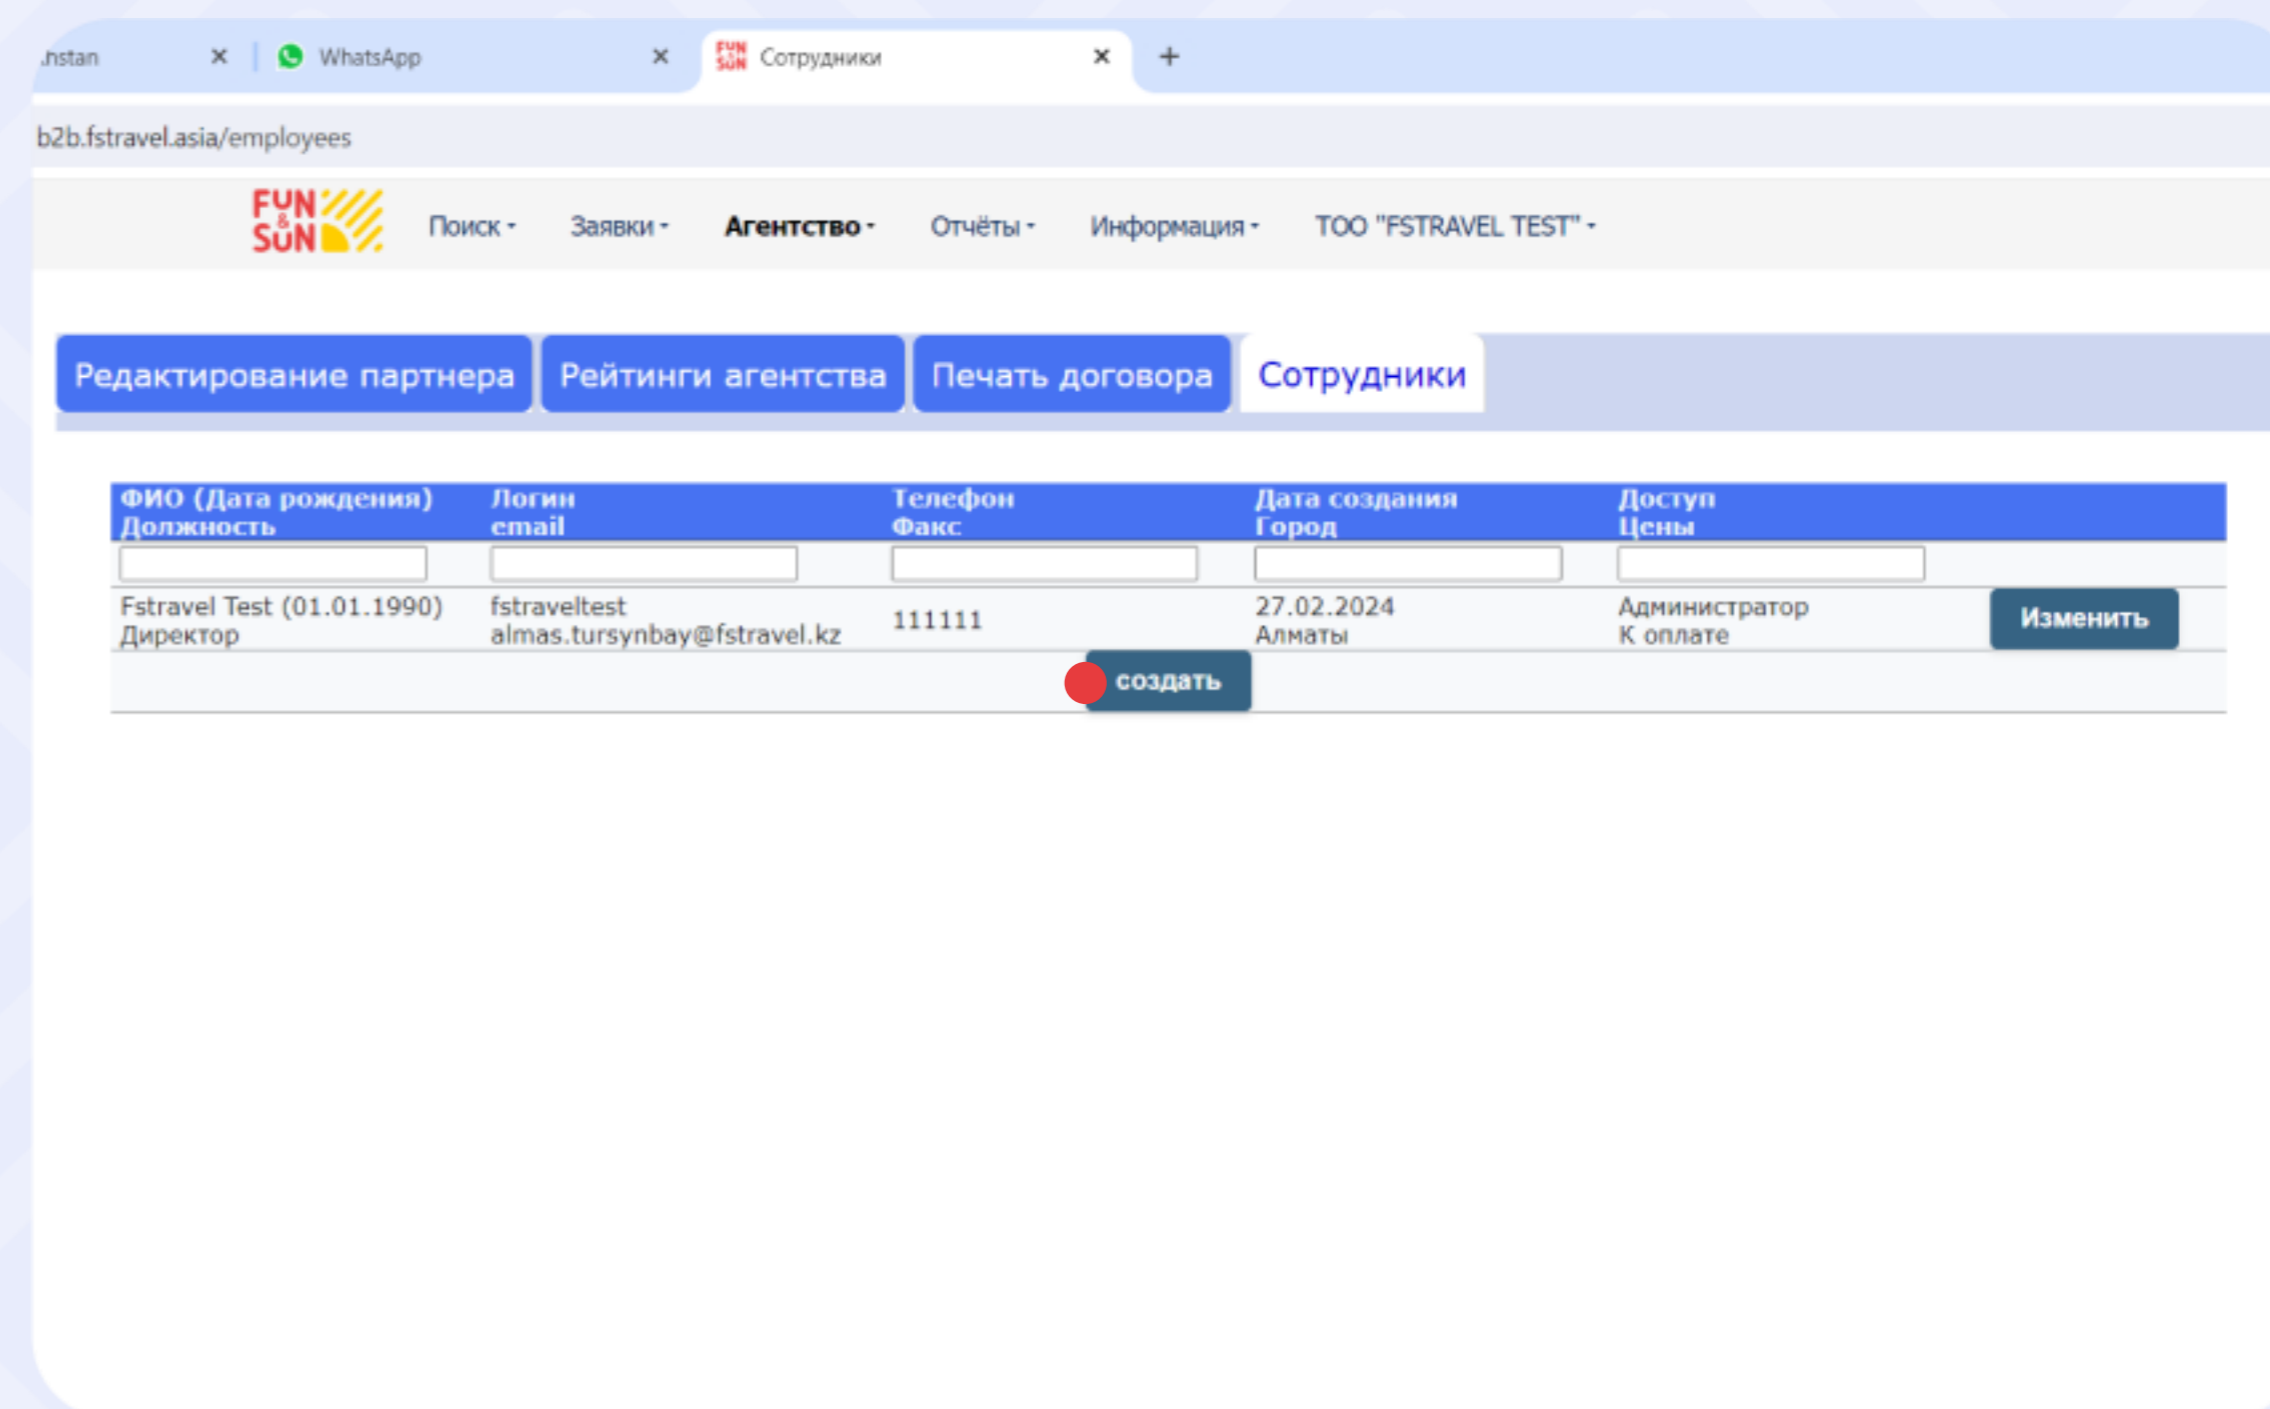 WhatsApp
Сотрудники
b2b.fstravel.asia/employees
FUN
&
SUN
Поиск
Заявки
Агентство
Отчёты
Информация
ТОО "FSTRAVEL TEST"
Редактирование партнера
Рейтинги агентства
Печать договора
Сотрудники
ФИО (Дата рождения)
Должность
Логин
email
Телефон
Факс
Дата создания
Город
Доступ
Цены
Fstravel Test (01.01.1990)
Директор
fstraveltest
almas.tursynbay@fstravel.kz
111111
27.02.2024
Алматы
Администратор
К оплате
Изменить
создать